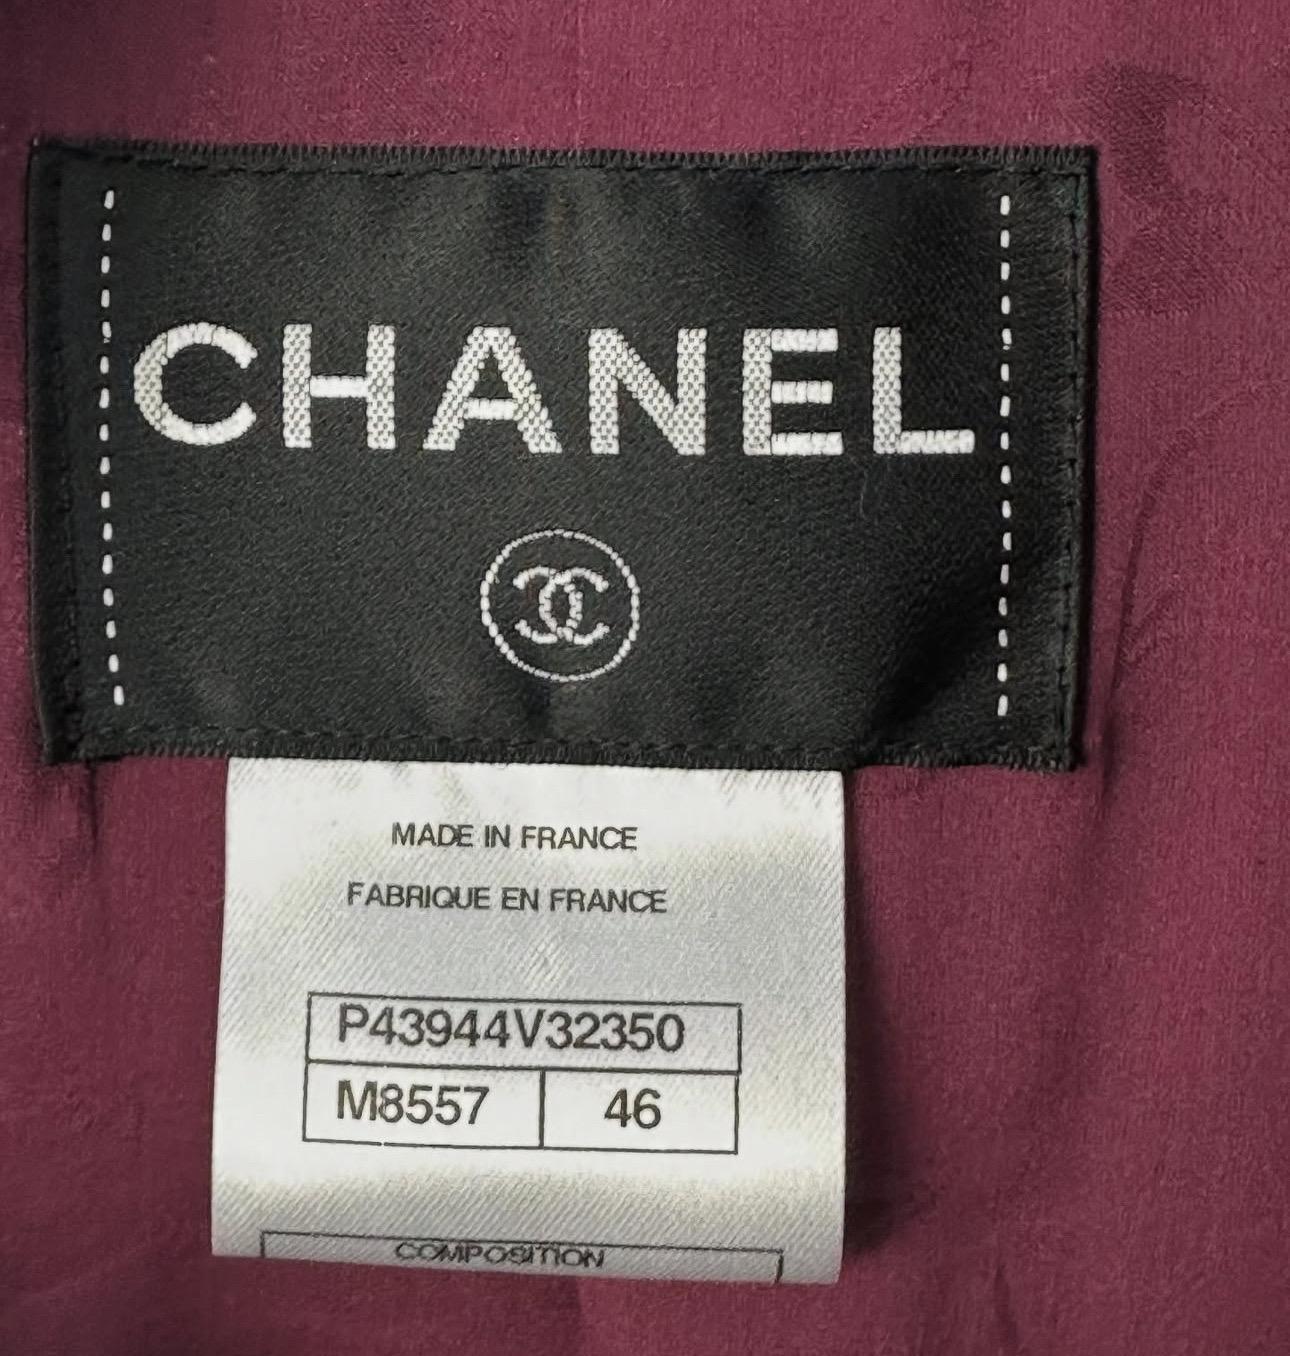 CHANEL
MADE IN FRANCE
FABRIQUE EN FRANCE
P43944V32350
M8557 46
COMPOSITION